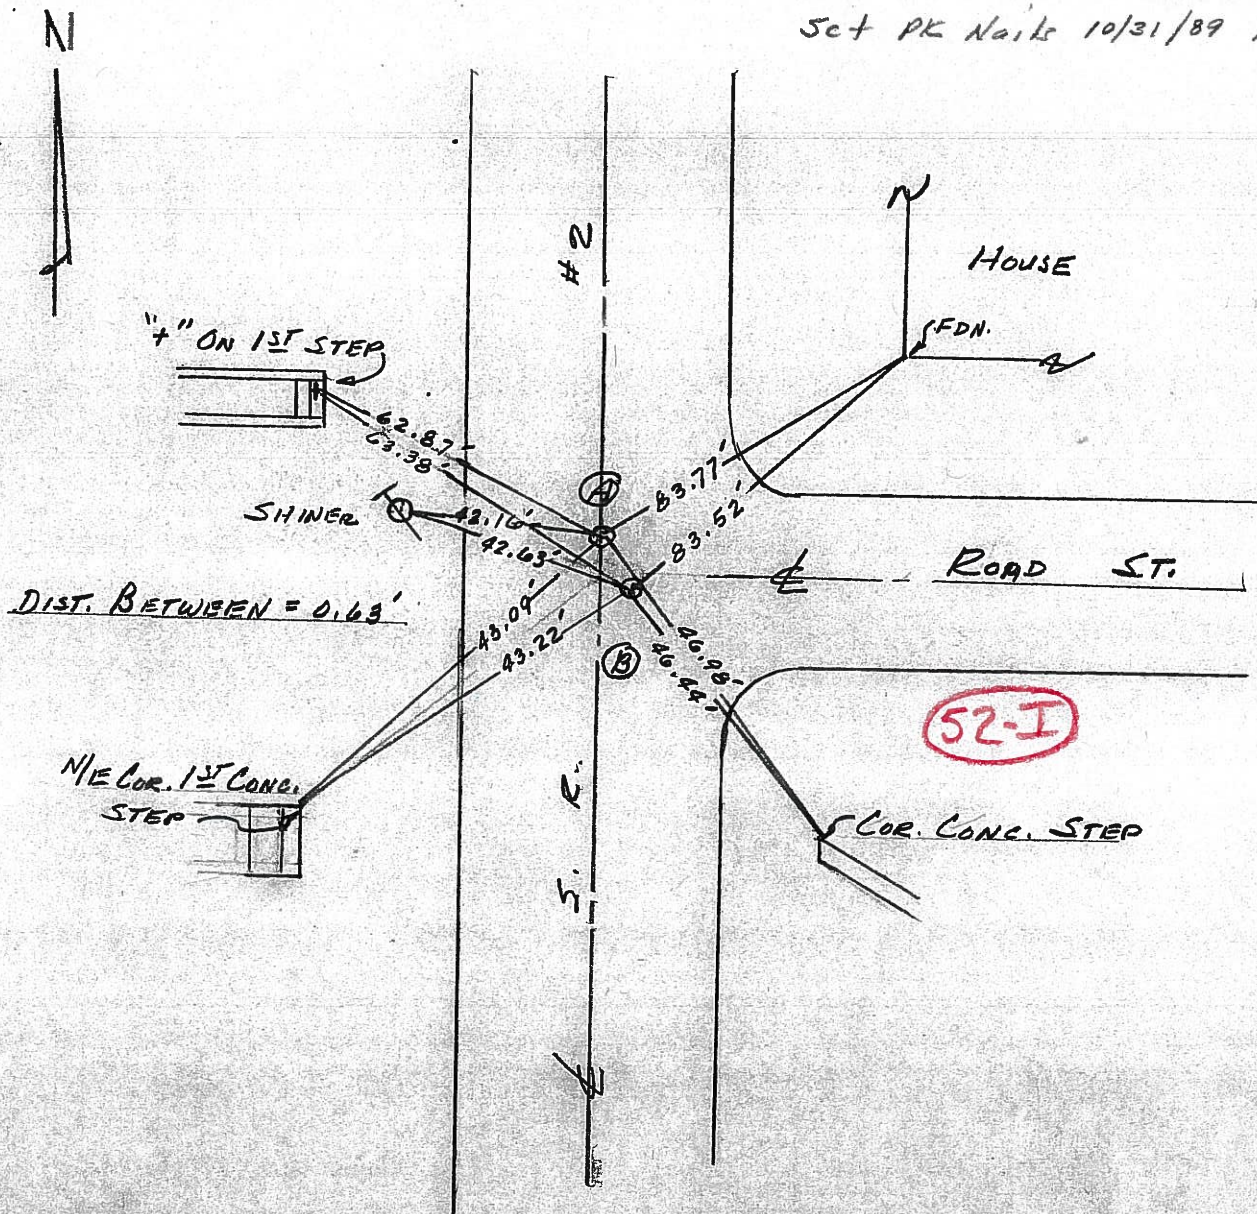 N
Set PK Nails 10/31/89
# 2
HOUSE
FDN.
"+" ON 1ST STEP
62.87'
63.38'
A
83.77'
83.52'
SHINER
42.16'
42.63'
ROAD ST.
DIST. BETWEEN = 0.63'
43.09'
43.22'
B
46.98'
46.44'
52-I
N/E COR. 1ST CONC.
STEP
COR. CONC. STEP
S. R.